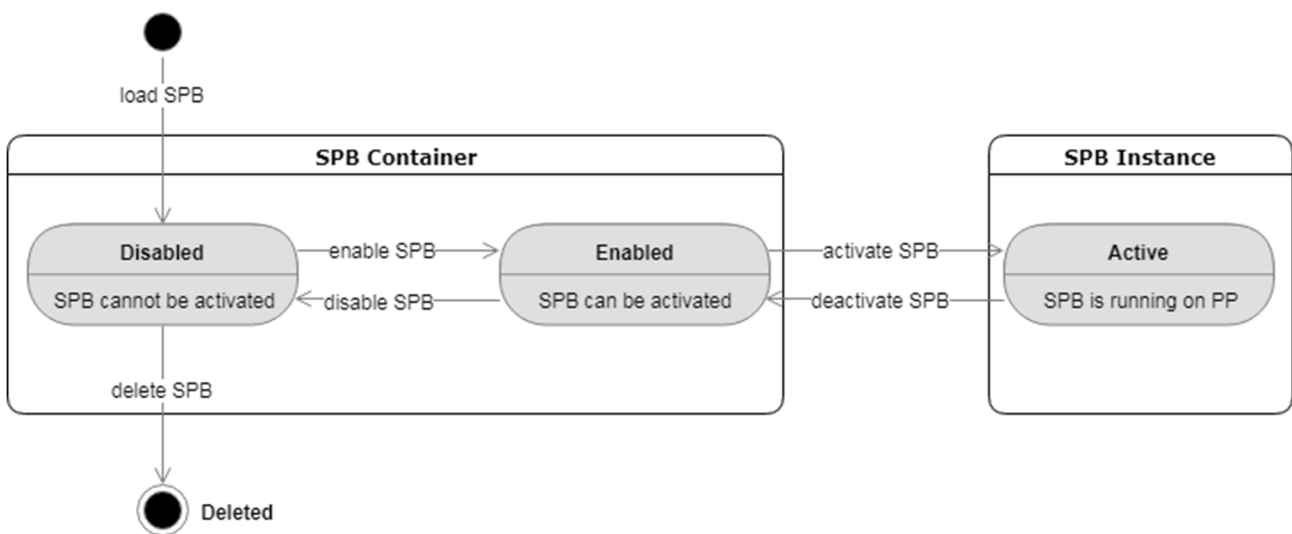 load SPB
SPB Container
SPB Instance
Disabled
enable SPB
Enabled
activate SPB
Active
SPB cannot be activated
disable SPB
SPB can be activated
deactivate SPB
SPB is running on PP
delete SPB
Deleted